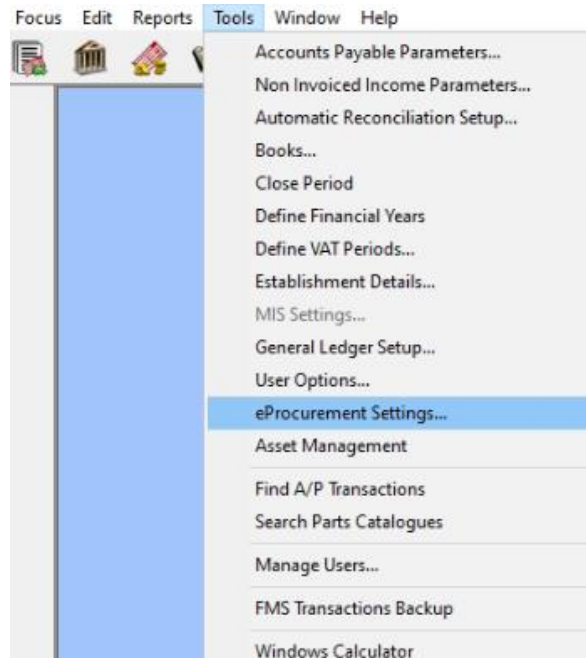 Focus Edit Reports Tools Window Help
Accounts Payable Parameters...
Non Invoiced Income Parameters...
Automatic Reconciliation Setup...
Books...
Close Period
Define Financial Years
Define VAT Periods...
Establishment Details...
MIS Settings...
General Ledger Setup...
User Options...
eProcurement Settings...
Asset Management
Find A/P Transactions
Search Parts Catalogues
Manage Users...
FMS Transactions Backup
Windows Calculator